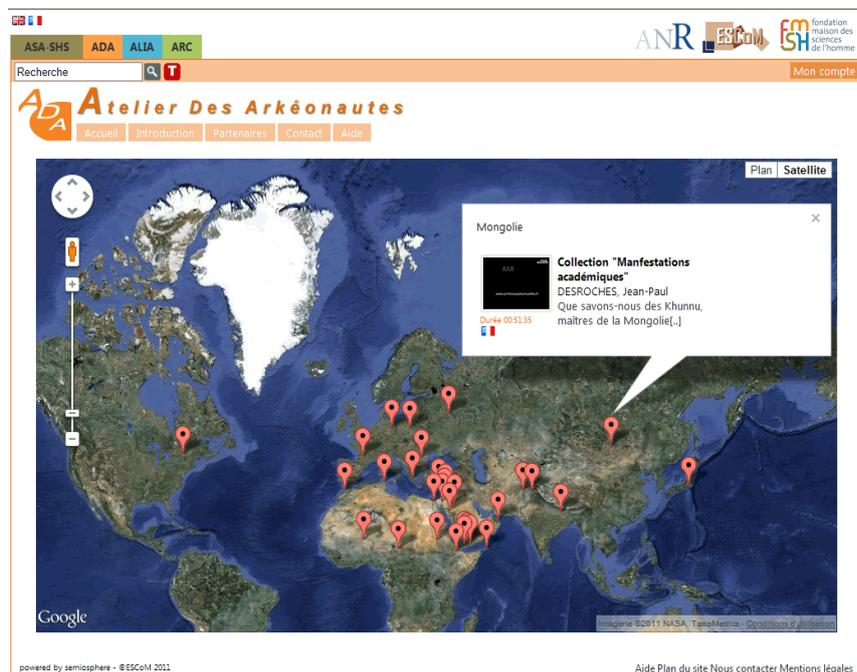 ASA-SHS ADA ALIA ARC
ANR ESCoM FMSH fondation
maison des
sciences
de l'homme
Recherche T Mon compte
ADA Atelier Des Arkéonautes
Accueil Introduction Partenaires Contact Aide
Plan Satellite
Mongolie
Collection "Manfestations
académiques"
DESROCHES, Jean-Paul
Que savons-nous des Khunnu,
maîtres de la Mongolie[..]
AAR
Durée 00:51:35
Google
Imagerie ©2011 NASA, TerraMetrics - Conditions d'utilisation
powered by semiosphere - ©ESCoM 2011
Aide Plan du site Nous contacter Mentions légales